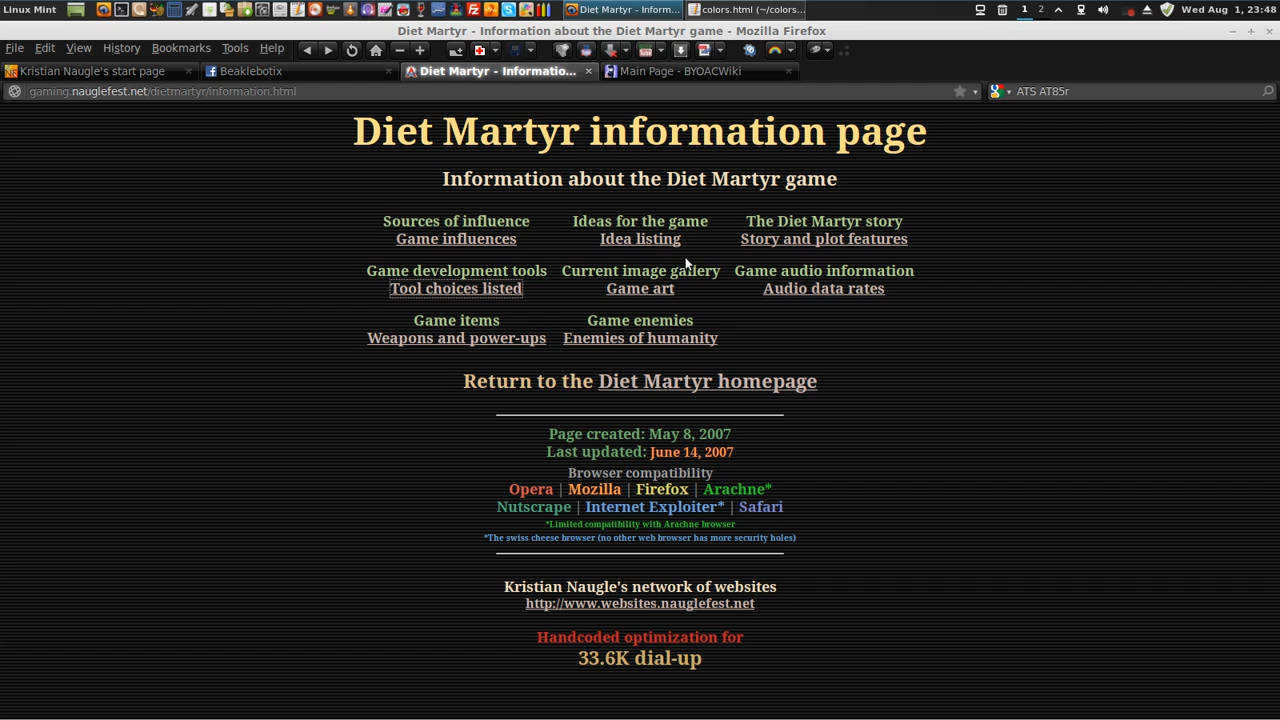 Linux Mint
Diet Martyr - Inform...
colors.html (~/colors...
1 2
Wed Aug 1, 23:48
Diet Martyr - Information about the Diet Martyr game - Mozilla Firefox
File Edit View History Bookmarks Tools Help
Kristian Naugle's start page
Beaklebotix
Diet Martyr - Informatio...
Main Page - BYOACWiki
gaming.nauglefest.net/dietmartyr/information.html
ATS AT85r
Diet Martyr information page
Information about the Diet Martyr game
Sources of influence Ideas for the game The Diet Martyr story
Game influences Idea listing Story and plot features
Game development tools Current image gallery Game audio information
Tool choices listed Game art Audio data rates
Game items Game enemies
Weapons and power-ups Enemies of humanity
Return to the Diet Martyr homepage
Page created: May 8, 2007
Last updated: June 14, 2007
Browser compatibility
Opera | Mozilla | Firefox | Arachne*
Nutscrape | Internet Exploiter* | Safari
*Limited compatibility with Arachne browser
*The swiss cheese browser (no other web browser has more security holes)
Kristian Naugle's network of websites
http://www.websites.nauglefest.net
Handcoded optimization for
33.6K dial-up